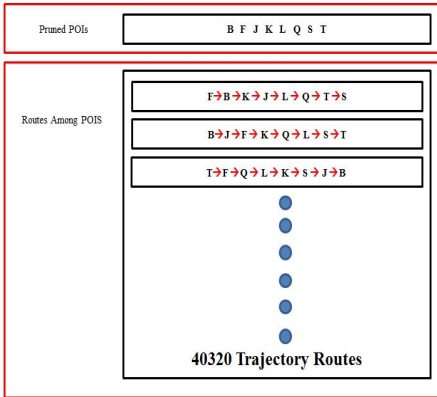 Pruned POIs
B F J K L Q S T
Routes Among POIS
F→B→K→J→L→Q→T→S
B→J→F→K→Q→L→S→T
T→F→Q→L→K→S→J→B
40320 Trajectory Routes